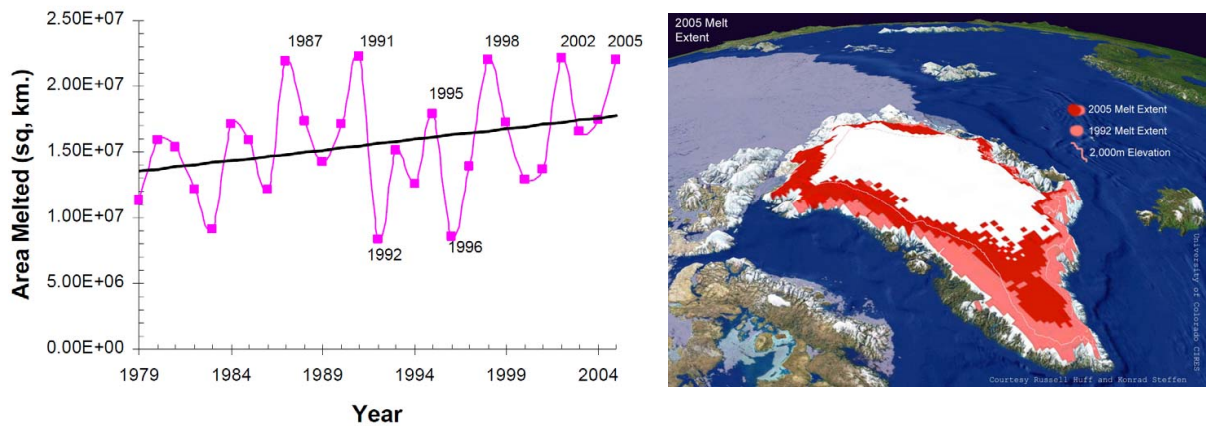 2.50E+07
2.00E+07
1.50E+07
1.00E+07
5.00E+06
0.00E+00
Area Melted (sq, km.)
1987
1991
1998
2002
2005
1995
1992
1996
1979
1984
1989
1994
1999
2004
Year
2005 Melt
Extent
2005 Melt Extent
1992 Melt Extent
2,000m Elevation
University of Colorado CIRES
Courtesy Russell Huff and Konrad Steffen